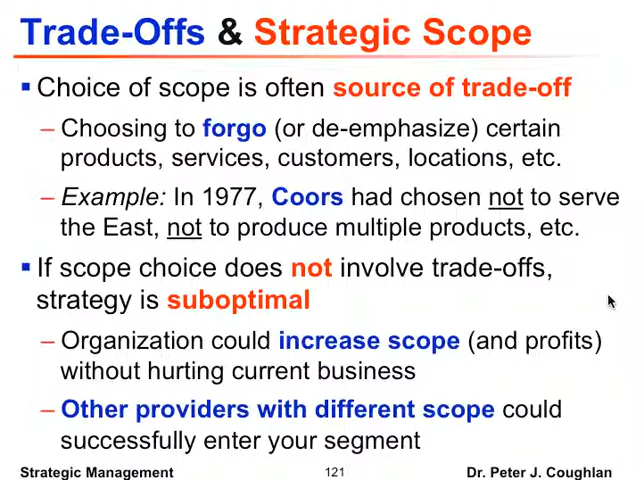 Trade-Offs & Strategic Scope
▪ Choice of scope is often source of trade-off
– Choosing to forgo (or de-emphasize) certain
products, services, customers, locations, etc.
– Example: In 1977, Coors had chosen not to serve
the East, not to produce multiple products, etc.
▪ If scope choice does not involve trade-offs,
strategy is suboptimal
– Organization could increase scope (and profits)
without hurting current business
– Other providers with different scope could
successfully enter your segment
Strategic Management 121 Dr. Peter J. Coughlan